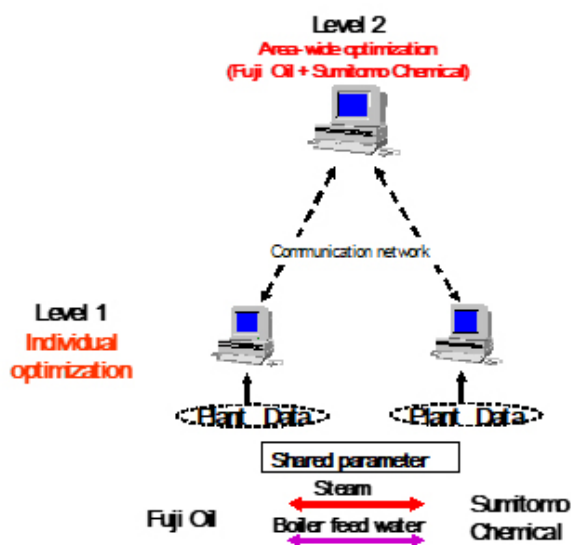 Level 2
Area-wide optimization
(Fuji Oil + Sumitomo Chemical)
Communication network
Level 1
Individual
optimization
Plant Data
Plant Data
Shared parameter
Steam
Fuji Oil
Boiler feed water
Sumitomo
Chemical